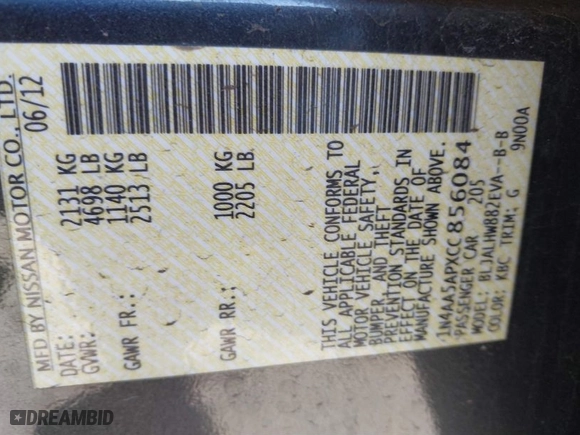 MFD BY NISSAN MOTOR CO., LTD.
DATE: 06/12
GVWR: 2131 KG
4698 LB
GAWR FR.: 1140 KG
2513 LB
GAWR RR.: 1000 KG
2205 LB
THIS VEHICLE CONFORMS TO
ALL APPLICABLE FEDERAL
MOTOR VEHICLE SAFETY,
BUMPER, AND THEFT
PREVENTION STANDARDS IN
EFFECT ON THE DATE OF
MANUFACTURE SHOWN ABOVE.
1N4AA5APXCC856084
PASSENGER CAR 205
MODEL: BLJALHWB82EVA--B-B
COLOR: KBC TRIM: G 9N00A
DREAMBID